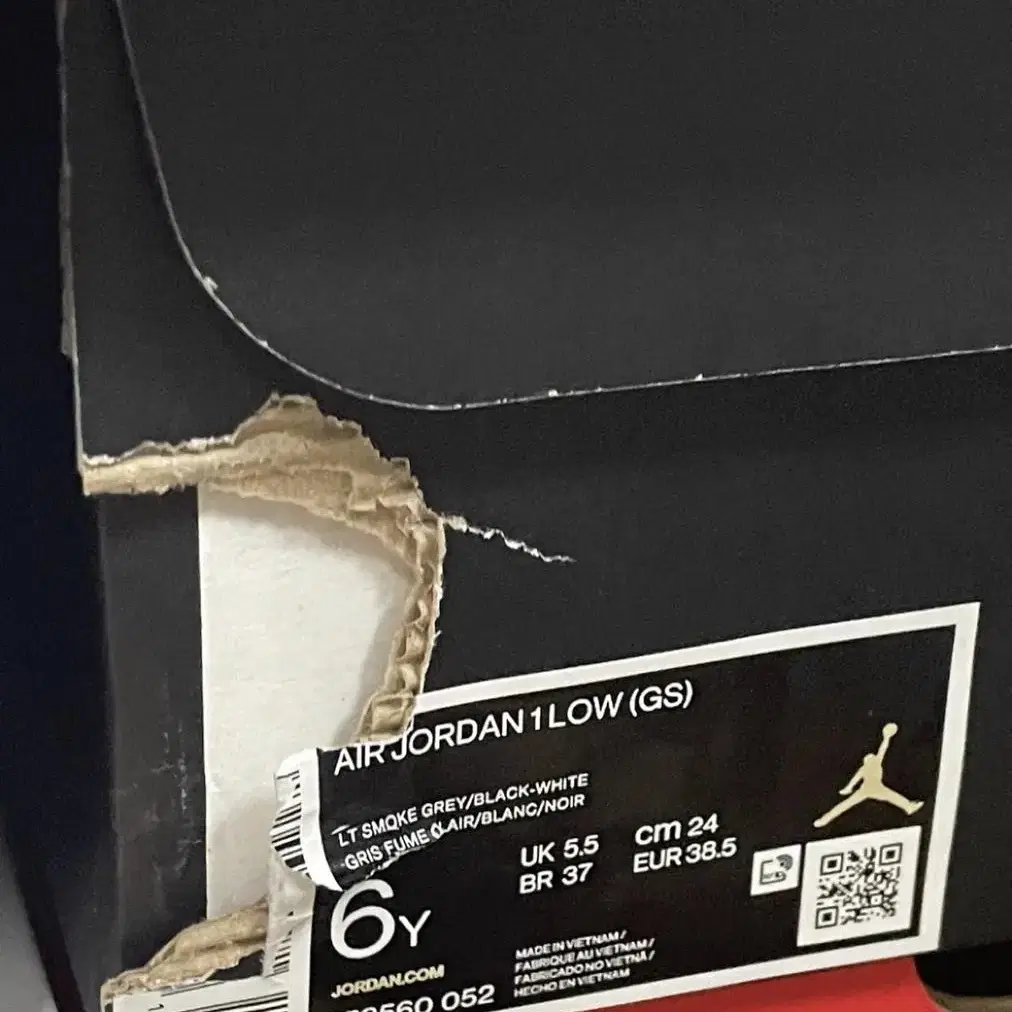 AIR JORDAN 1 LOW (GS)
LT SMOKE GREY/BLACK-WHITE
GRIS FUME CLAIR/BLANC/NOIR
UK 5.5 cm 24
BR 37 EUR 38.5
6Y
MADE IN VIETNAM /
FABRIQUE AU VIETNAM /
FABRICADO NO VIETNÃ /
HECHO EN VIETNAM
JORDAN.COM
052